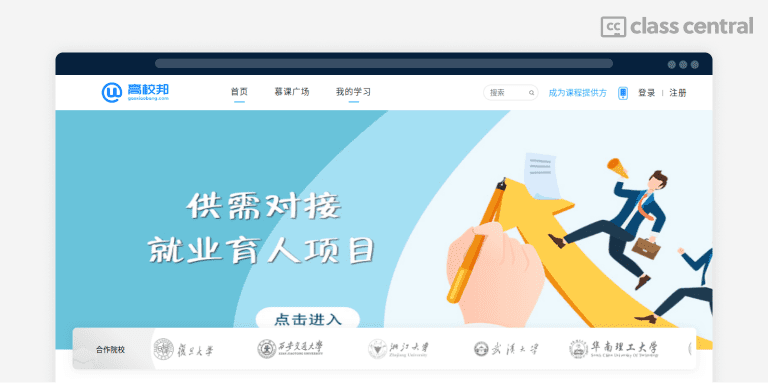 cc class central
高校邦
gaoxiaobang.com
首页 慕课广场 我的学习 搜索 成为课程提供方 登录 | 注册
供需对接
就业育人项目
点击进入
合作院校 復旦大学 西安交通大学 浙江大学 武漢大学 华南理工大学
XI'AN JIAOTONG UNIVERSITY Zhejiang University South China University of Technology